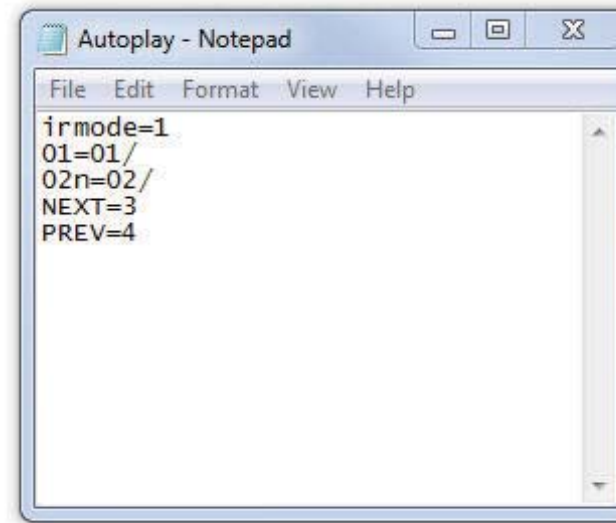 Autoplay - Notepad
File Edit Format View Help
irmode=1
01=01/
02n=02/
NEXT=3
PREV=4